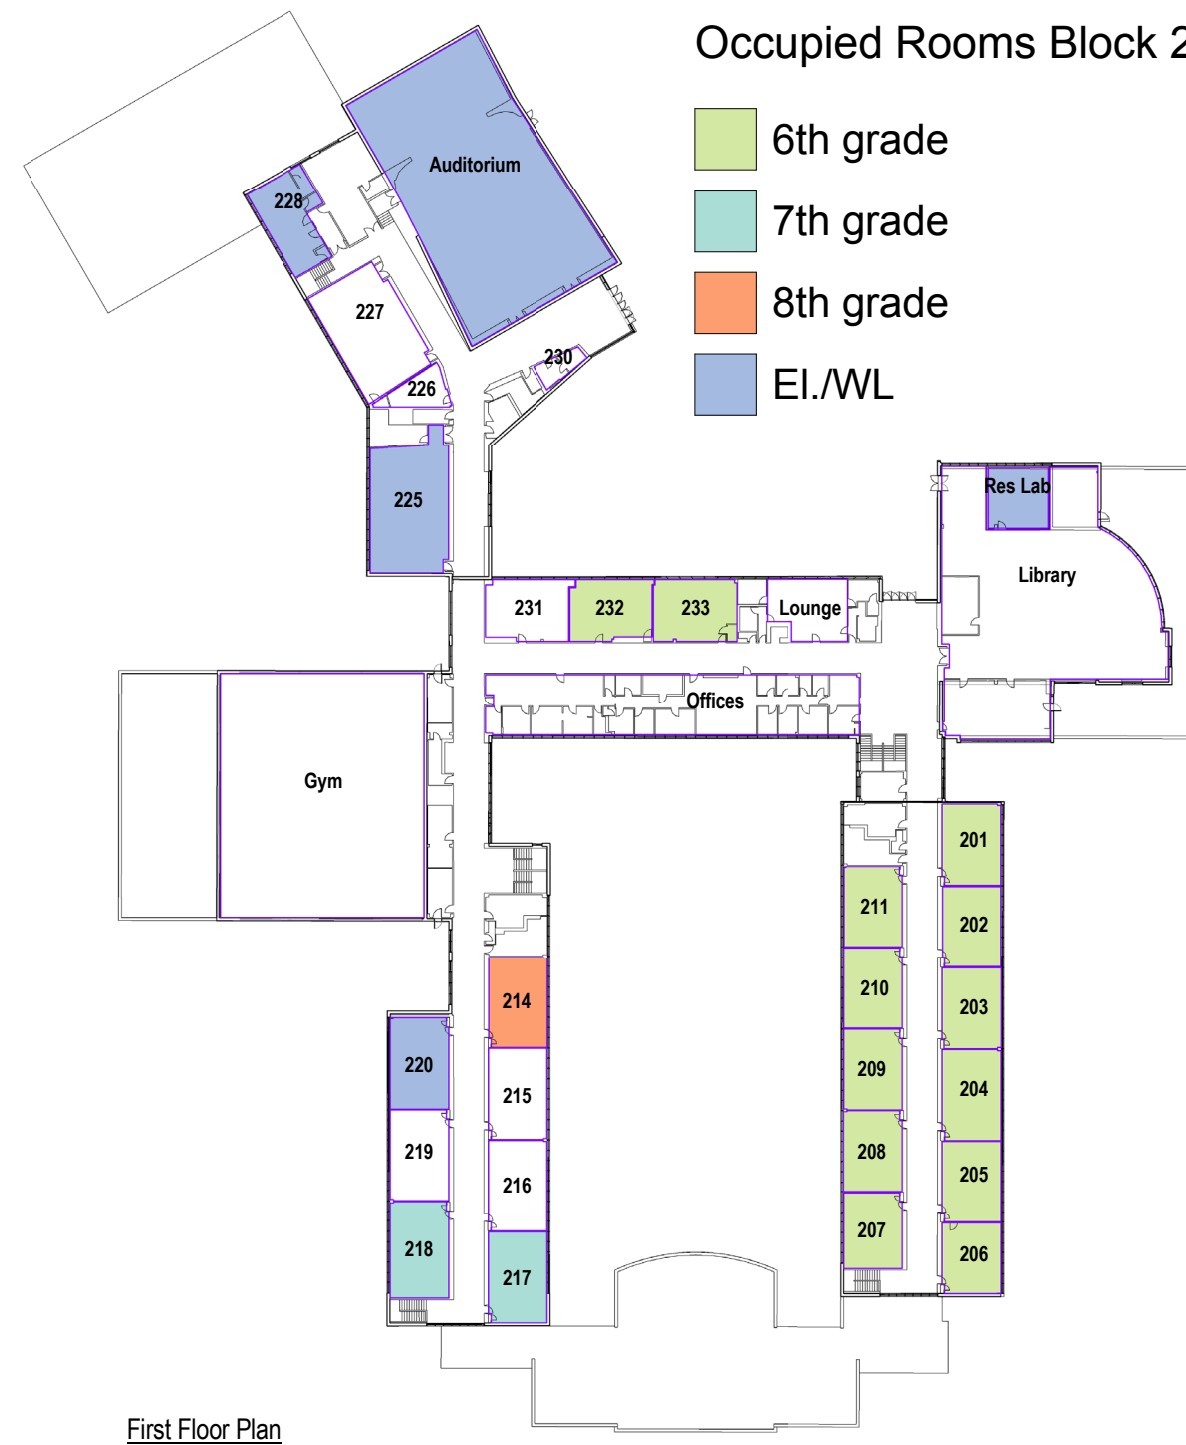 Occupied Rooms Block 2
6th grade
7th grade
8th grade
El./WL
Auditorium
228
227
230
226
225
Res Lab
Library
231
232
233
Lounge
Offices
Gym
201
211
202
210
203
214
220
209
204
215
219
208
205
216
207
218
206
217
First Floor Plan